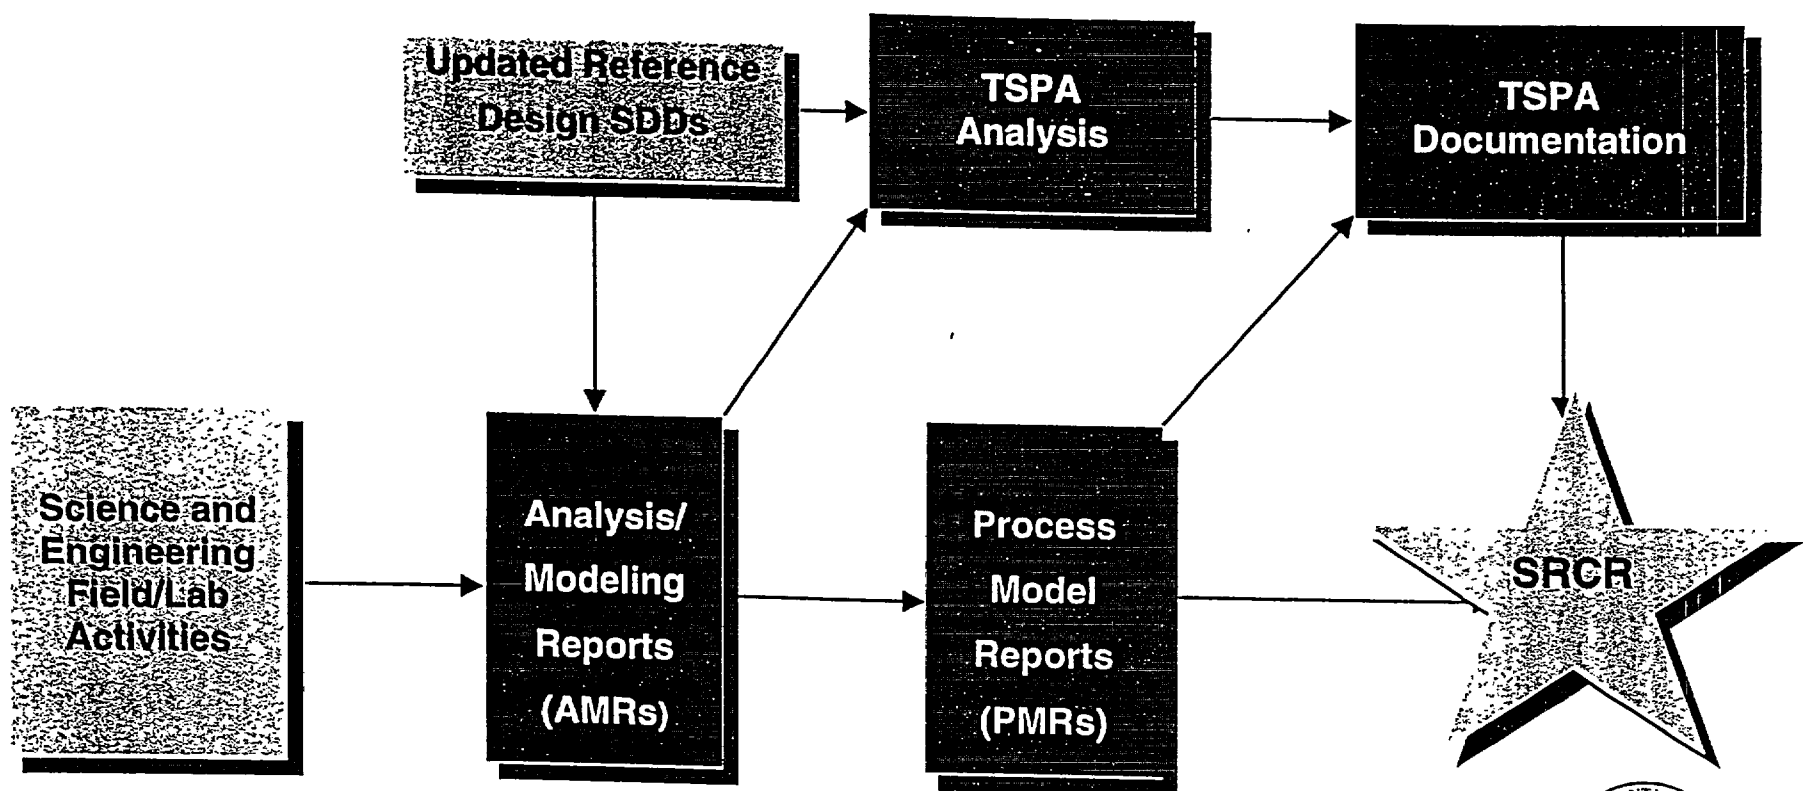 Updated Reference
Design SDDs
TSPA
Analysis
TSPA
Documentation
Science and
Engineering
Field/Lab
Activities
Analysis/
Modeling
Reports
(AMRs)
Process
Model
Reports
(PMRs)
SRCR